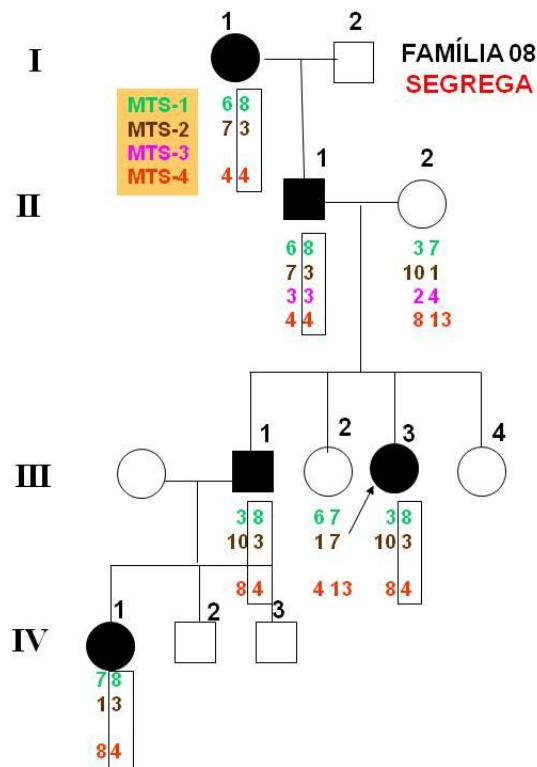 1 2
I FAMÍLIA 08
SEGREGA
MTS-1 6 8
MTS-2 7 3
MTS-3
MTS-4 4 4
1 2
II
6 8 3 7
7 3 10 1
3 3 2 4
4 4 8 13
1 2 3 4
III
3 8 6 7 3 8
10 3 1 7 10 3
8 4 4 13 8 4
1 2 3
IV
7 8
1 3
8 4